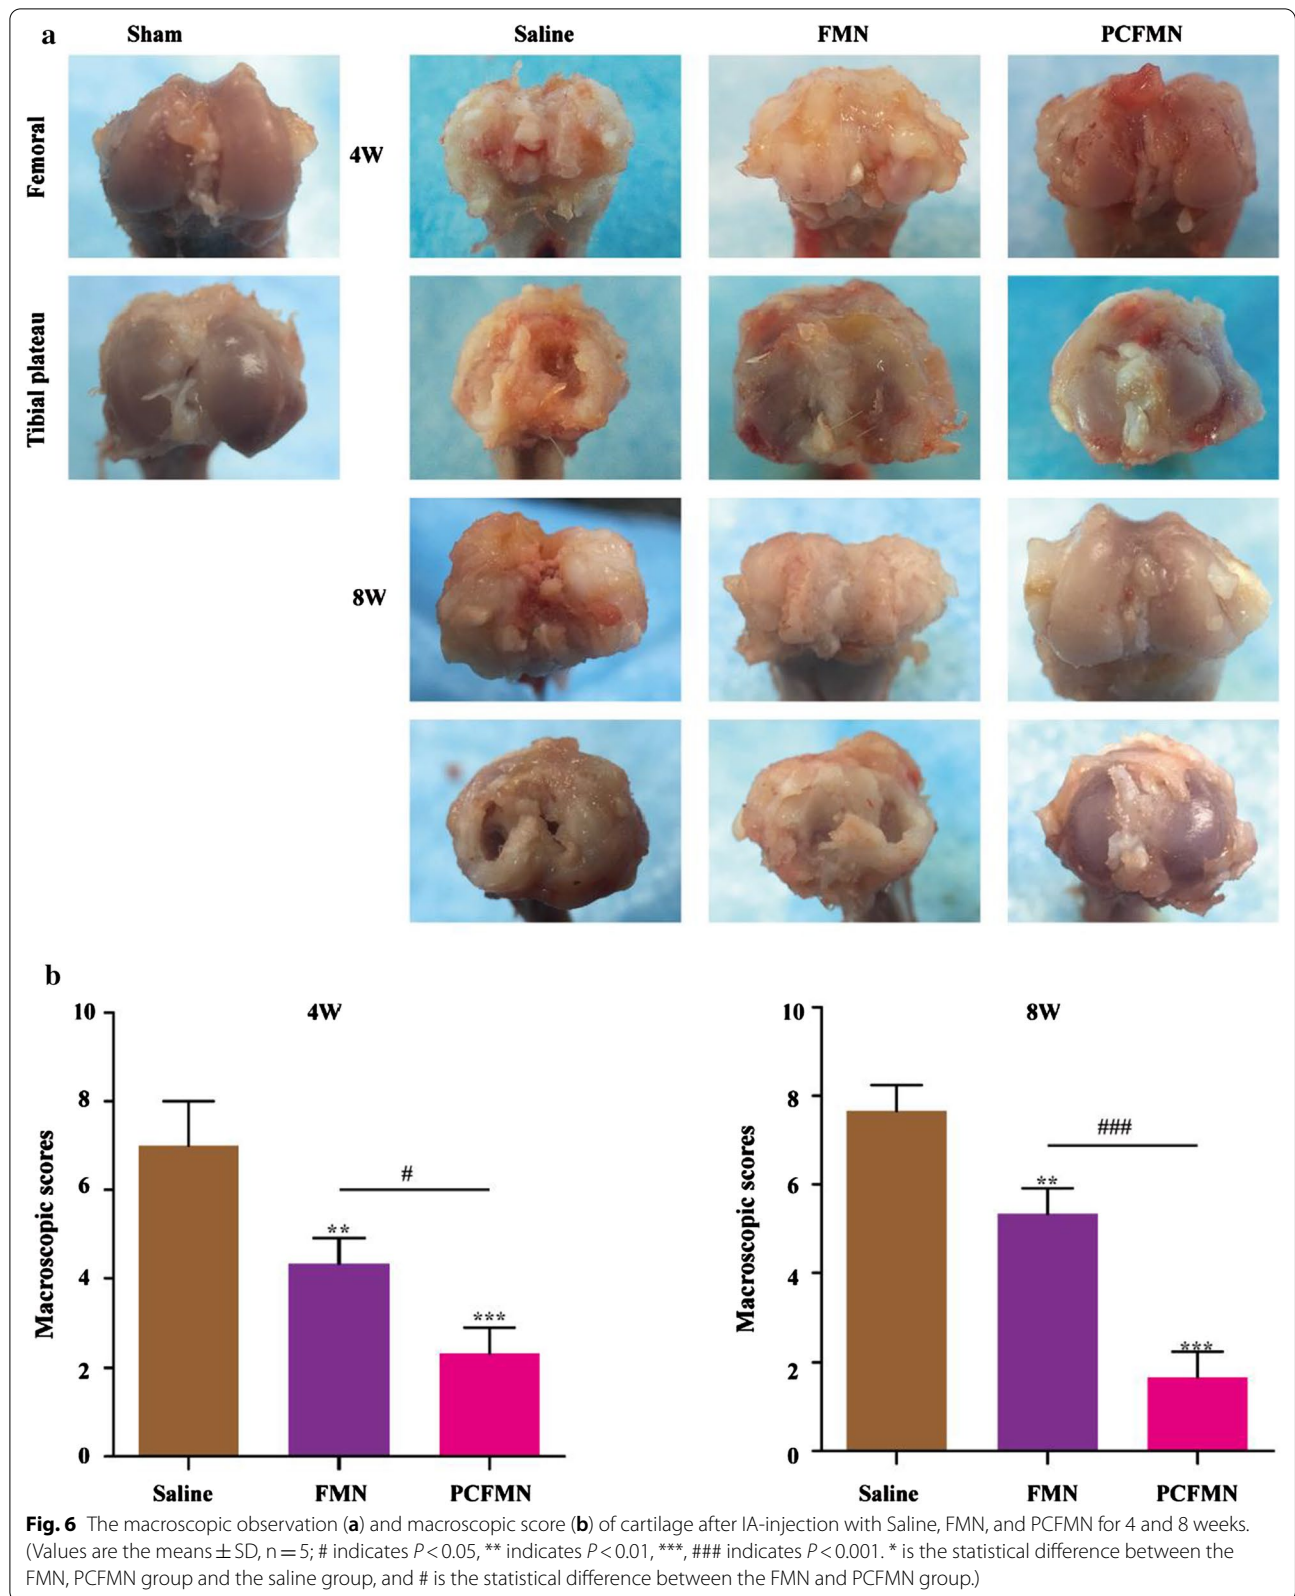 a
Sham Saline FMN PCFMN
Femoral
4W
Tibial plateau
8W
b
10 4W
8
6
4
2
0
Macroscopic scores
#
**
***
Saline FMN PCFMN
10 8W
8
6
4
2
0
Macroscopic scores
###
**
***
Saline FMN PCFMN
Fig. 6 The macroscopic observation (a) and macroscopic score (b) of cartilage after IA-injection with Saline, FMN, and PCFMN for 4 and 8 weeks.
(Values are the means ± SD, n = 5; # indicates P < 0.05, ** indicates P < 0.01, ***, ### indicates P < 0.001. * is the statistical difference between the
FMN, PCFMN group and the saline group, and # is the statistical difference between the FMN and PCFMN group.)